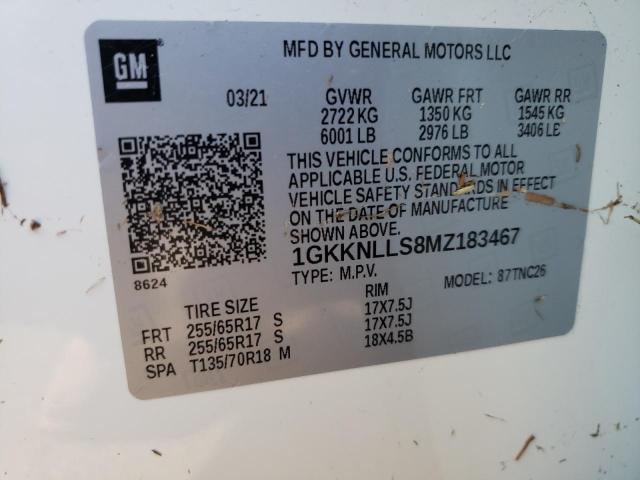 GM
MFD BY GENERAL MOTORS LLC
03/21 GVWR GAWR FRT GAWR RR
2722 KG 1350 KG 1545 KG
6001 LB 2976 LB 3406 LB
THIS VEHICLE CONFORMS TO ALL
APPLICABLE U.S. FEDERAL MOTOR
VEHICLE SAFETY STANDARDS IN EFFECT
ON THE DATE OF MANUFACTURE
SHOWN ABOVE.
1GKKNLLS8MZ183467
8624
TYPE: M.P.V. MODEL: 87TNC26
TIRE SIZE RIM
FRT 255/65R17 S 17X7.5J
RR 255/65R17 S 17X7.5J
SPA T135/70R18 M 18X4.5B